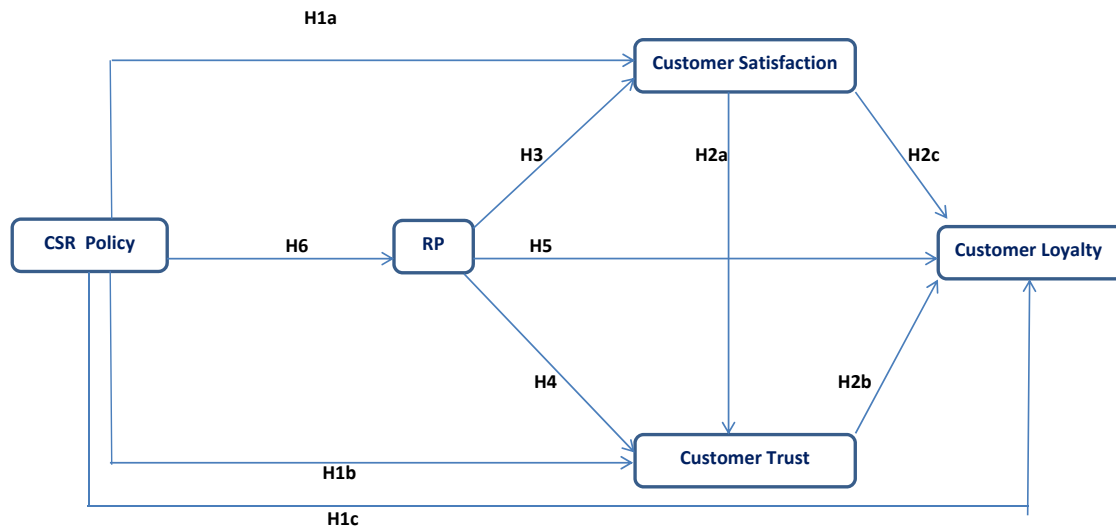 H1a
Customer Satisfaction
H3
H2a
H2c
CSR Policy
H6
RP
H5
Customer Loyalty
H4
H2b
Customer Trust
H1b
H1c